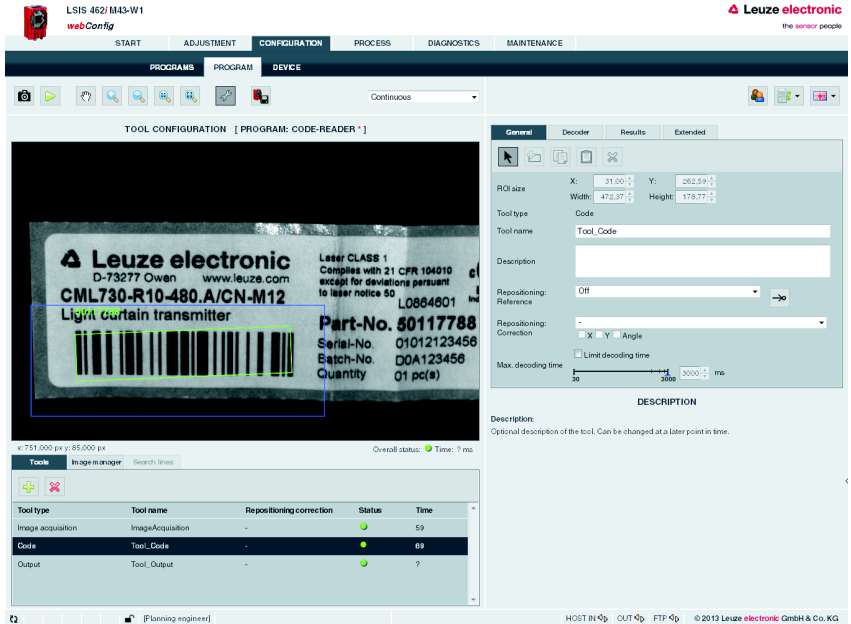 LSIS 462i M43-W1
webConfig
Leuze electronic
the sensor people
START ADJUSTMENT CONFIGURATION PROCESS DIAGNOSTICS MAINTENANCE
PROGRAMS PROGRAM DEVICE
Continuous
TOOL CONFIGURATION [ PROGRAM: CODE-READER * ]
Leuze electronic
D-73277 Owen www.leuze.com
CML730-R10-480.A/CN-M12
Light curtain transmitter
50117788
Laser CLASS 1
Complies with 21 CFR 104010
except for deviations persuant
to laser notice 50
L0864601
Part-No. 50117788
Serial-No. 01012123456
Batch-No. D0A123456
Quantity 01 pc(s)
x: 751,000 px y: 85,000 px
Overall status: Time: ? ms
Tools Image manager Search lines
Tool type Tool name Repositioning correction Status Time
Image acquisition ImageAcquisition - 59
Code Tool_Code - 69
Output Tool_Output - ?
General Decoder Results Extended
ROI size
X: 31,00 Y: 262,59
Width: 472,37 Height: 178,77
Tool type Code
Tool name Tool_Code
Description
Repositioning: Off
Reference
Repositioning: -
Correction X Y Angle
Limit decoding time
Max. decoding time 3000 ms
30 3000
DESCRIPTION
Description:
Optional description of the tool. Can be changed at a later point in time.
[Planning engineer]
HOST IN OUT FTP © 2013 Leuze electronic GmbH & Co. KG